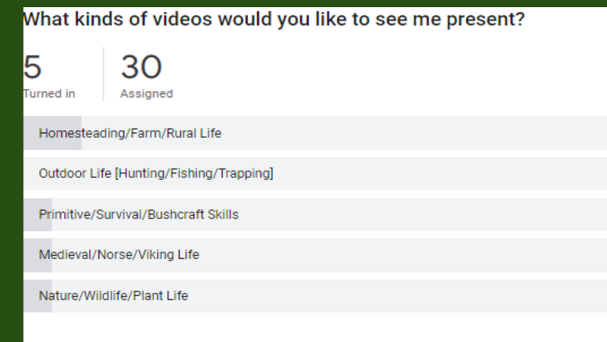 What kinds of videos would you like to see me present?
5 30
Turned in Assigned
Homesteading/Farm/Rural Life
Outdoor Life [Hunting/Fishing/Trapping]
Primitive/Survival/Bushcraft Skills
Medieval/Norse/Viking Life
Nature/Wildlife/Plant Life